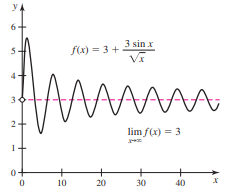 y
6
5
f(x) = 3 + 3 sin x / √x
4
3
2
lim f(x) = 3
x→∞
1
0
0 10 20 30 40 x